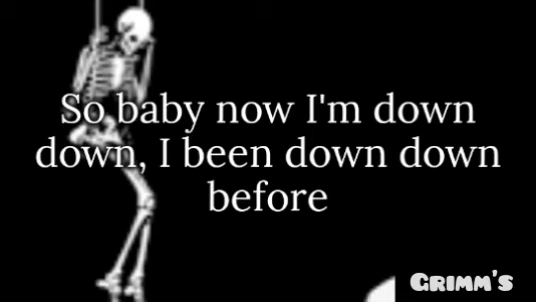 So baby now I'm down
down, I been down down
before
Grimm's